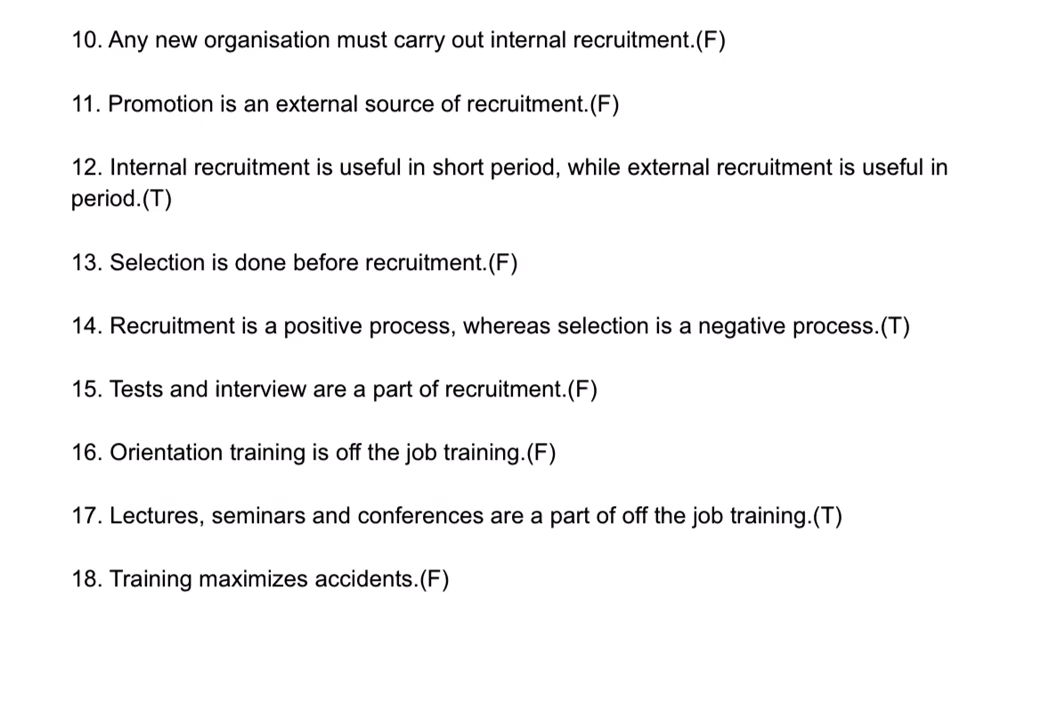 10. Any new organisation must carry out internal recruitment.(F)
11. Promotion is an external source of recruitment.(F)
12. Internal recruitment is useful in short period, while external recruitment is useful in
period.(T)
13. Selection is done before recruitment.(F)
14. Recruitment is a positive process, whereas selection is a negative process.(T)
15. Tests and interview are a part of recruitment.(F)
16. Orientation training is off the job training.(F)
17. Lectures, seminars and conferences are a part of off the job training.(T)
18. Training maximizes accidents.(F)